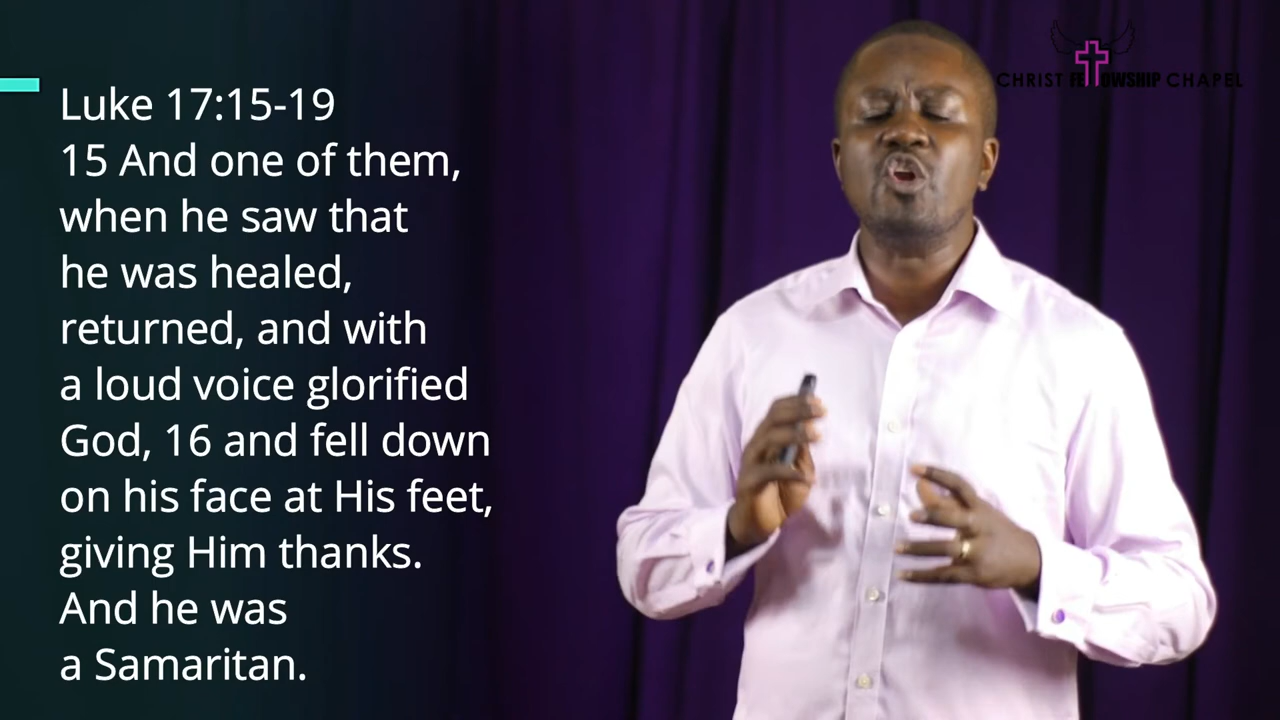 Luke 17:15-19
15 And one of them,
when he saw that
he was healed,
returned, and with
a loud voice glorified
God, 16 and fell down
on his face at His feet,
giving Him thanks.
And he was
a Samaritan.
CHRIST FELLOWSHIP CHAPEL